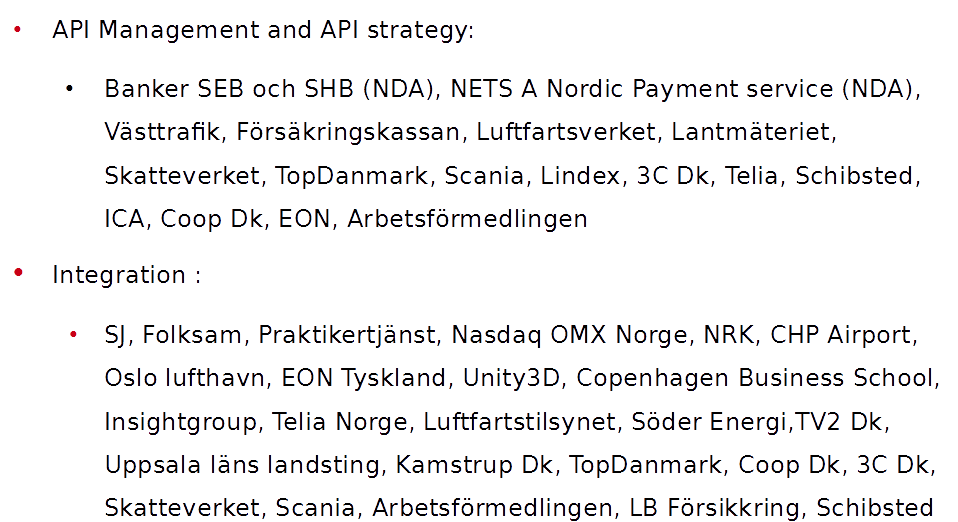 • API Management and API strategy:
• Banker SEB och SHB (NDA), NETS A Nordic Payment service (NDA),
Västtrafik, Försäkringskassan, Luftfartsverket, Lantmäteriet,
Skatteverket, TopDanmark, Scania, Lindex, 3C Dk, Telia, Schibsted,
ICA, Coop Dk, EON, Arbetsförmedlingen
• Integration :
• SJ, Folksam, Praktikertjänst, Nasdaq OMX Norge, NRK, CHP Airport,
Oslo lufthavn, EON Tyskland, Unity3D, Copenhagen Business School,
Insightgroup, Telia Norge, Luftfartstilsynet, Söder Energi,TV2 Dk,
Uppsala läns landsting, Kamstrup Dk, TopDanmark, Coop Dk, 3C Dk,
Skatteverket, Scania, Arbetsförmedlingen, LB Försikkring, Schibsted